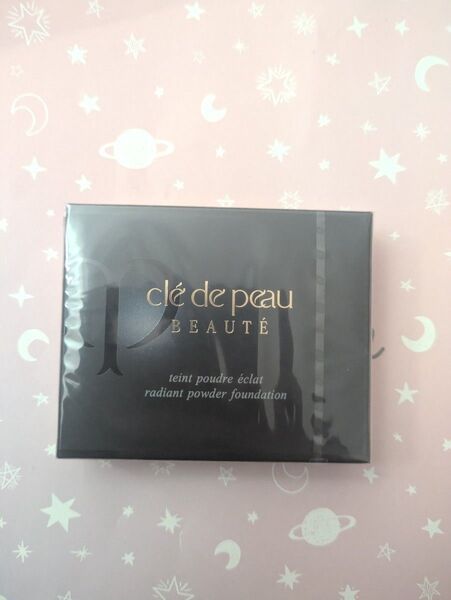 clé de peau
BEAUTÉ
teint poudre éclat
radiant powder foundation